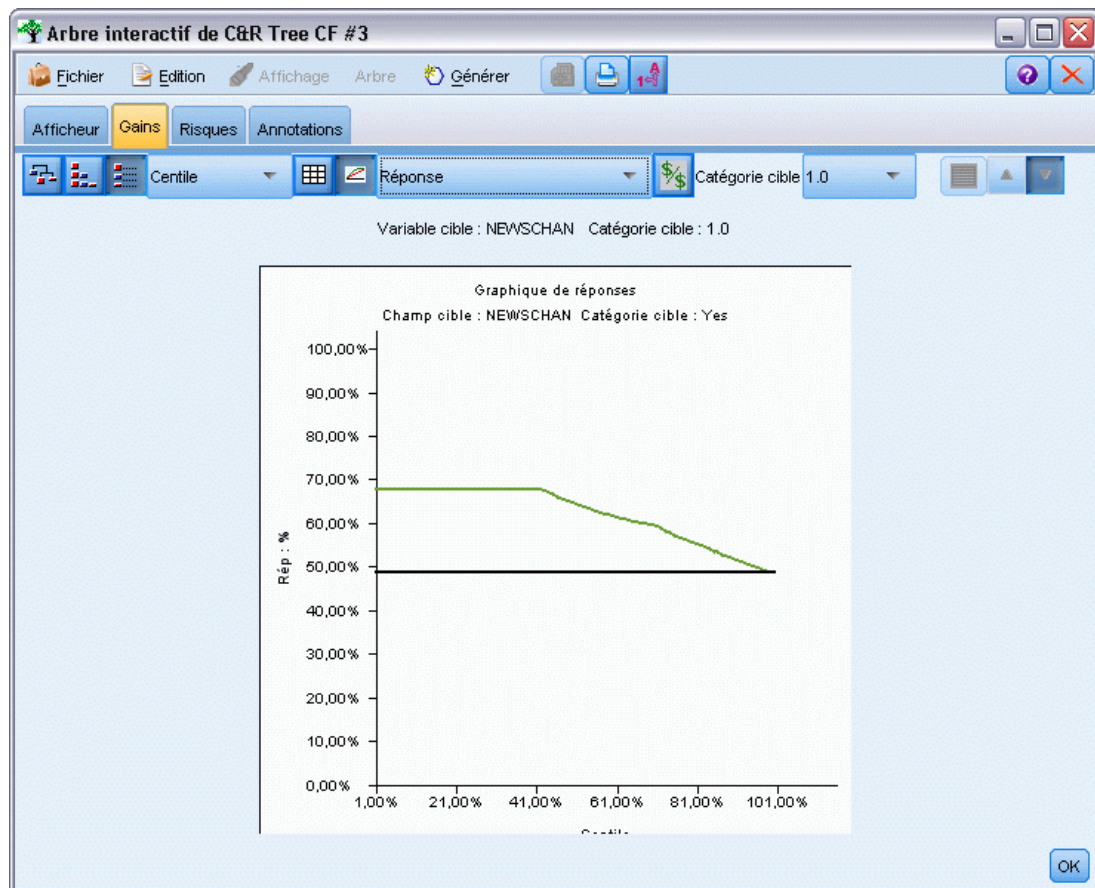 Arbre interactif de C&R Tree CF #3
Fichier Edition Affichage Arbre Générer
Afficheur Gains Risques Annotations
Centile Réponse Catégorie cible 1.0
Variable cible : NEWSCHAN Catégorie cible : 1.0
Graphique de réponses
Champ cible : NEWSCHAN Catégorie cible : Yes
Rép : %
100,00%
90,00%
80,00%
70,00%
60,00%
50,00%
40,00%
30,00%
20,00%
10,00%
0,00%
1,00% 21,00% 41,00% 61,00% 81,00% 101,00%
Centile
OK